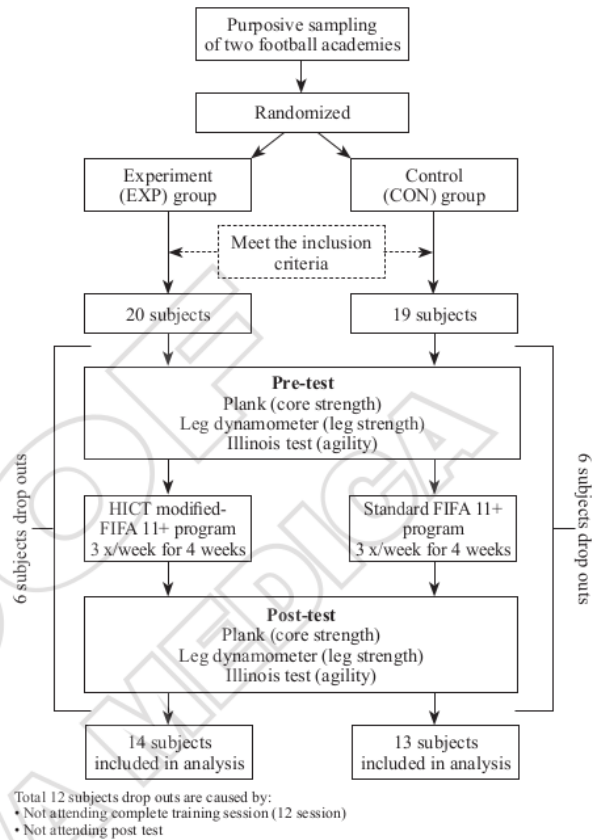 Purposive sampling
of two football academies
Randomized
Experiment
(EXP) group
Control
(CON) group
Meet the inclusion
criteria
20 subjects
19 subjects
6 subjects drop outs
6 subjects drop outs
Pre-test
Plank (core strength)
Leg dynamometer (leg strength)
Illinois test (agility)
HICT modified-
FIFA 11+ program
3 x/week for 4 weeks
Standard FIFA 11+
program
3 x/week for 4 weeks
Post-test
Plank (core strength)
Leg dynamometer (leg strength)
Illinois test (agility)
14 subjects
included in analysis
13 subjects
included in analysis
Total 12 subjects drop outs are caused by:
• Not attending complete training session (12 session)
• Not attending post test